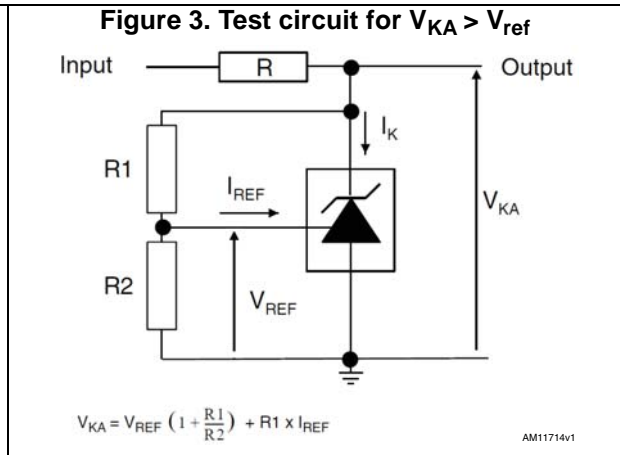 Figure 3. Test circuit for VKA > Vref
Input R Output
IK
R1
IREF
VKA
R2
VREF
VKA = VREF (1 + R1/R2) + R1 x IREF
AM11714v1